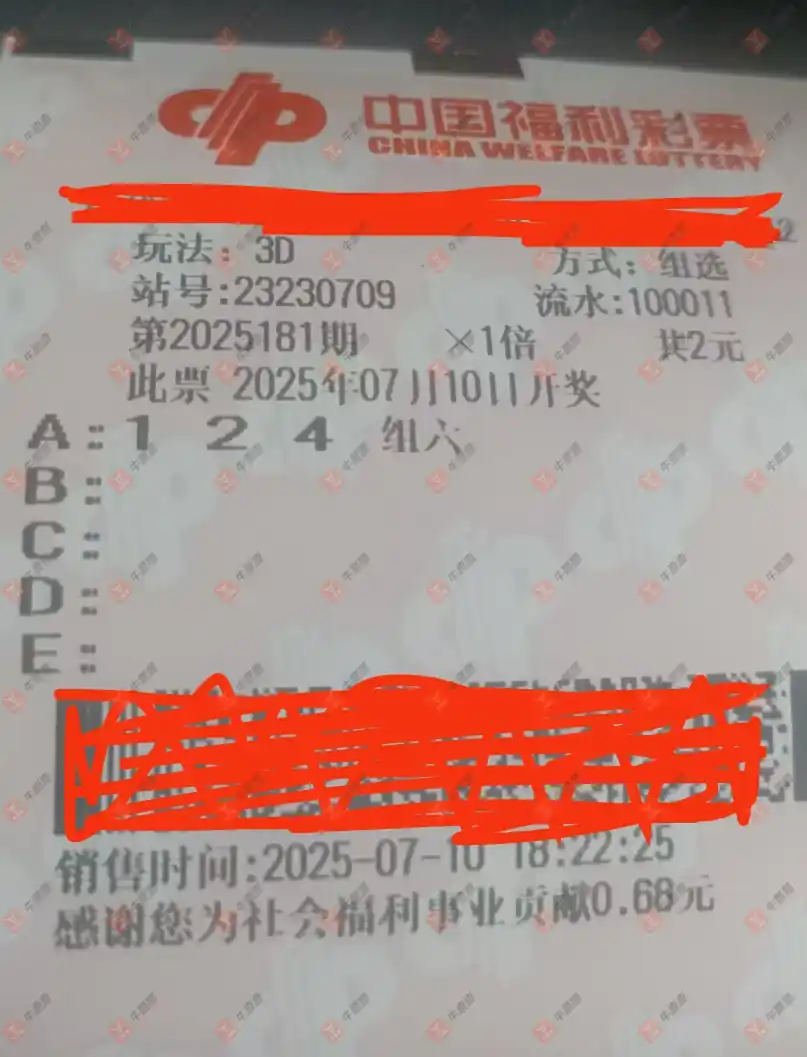 中国福利彩票
CHINA WELFARE LOTTERY
玩法：3D 方式：组选
站号:23230709 流水:100011
第2025181期 ×1倍 共2元
此票 2025年07月10日开奖
A: 1 2 4 组六
B:
C:
D:
E:
销售时间:2025-07-10 18:22:25
感谢您为社会福利事业贡献0.68元